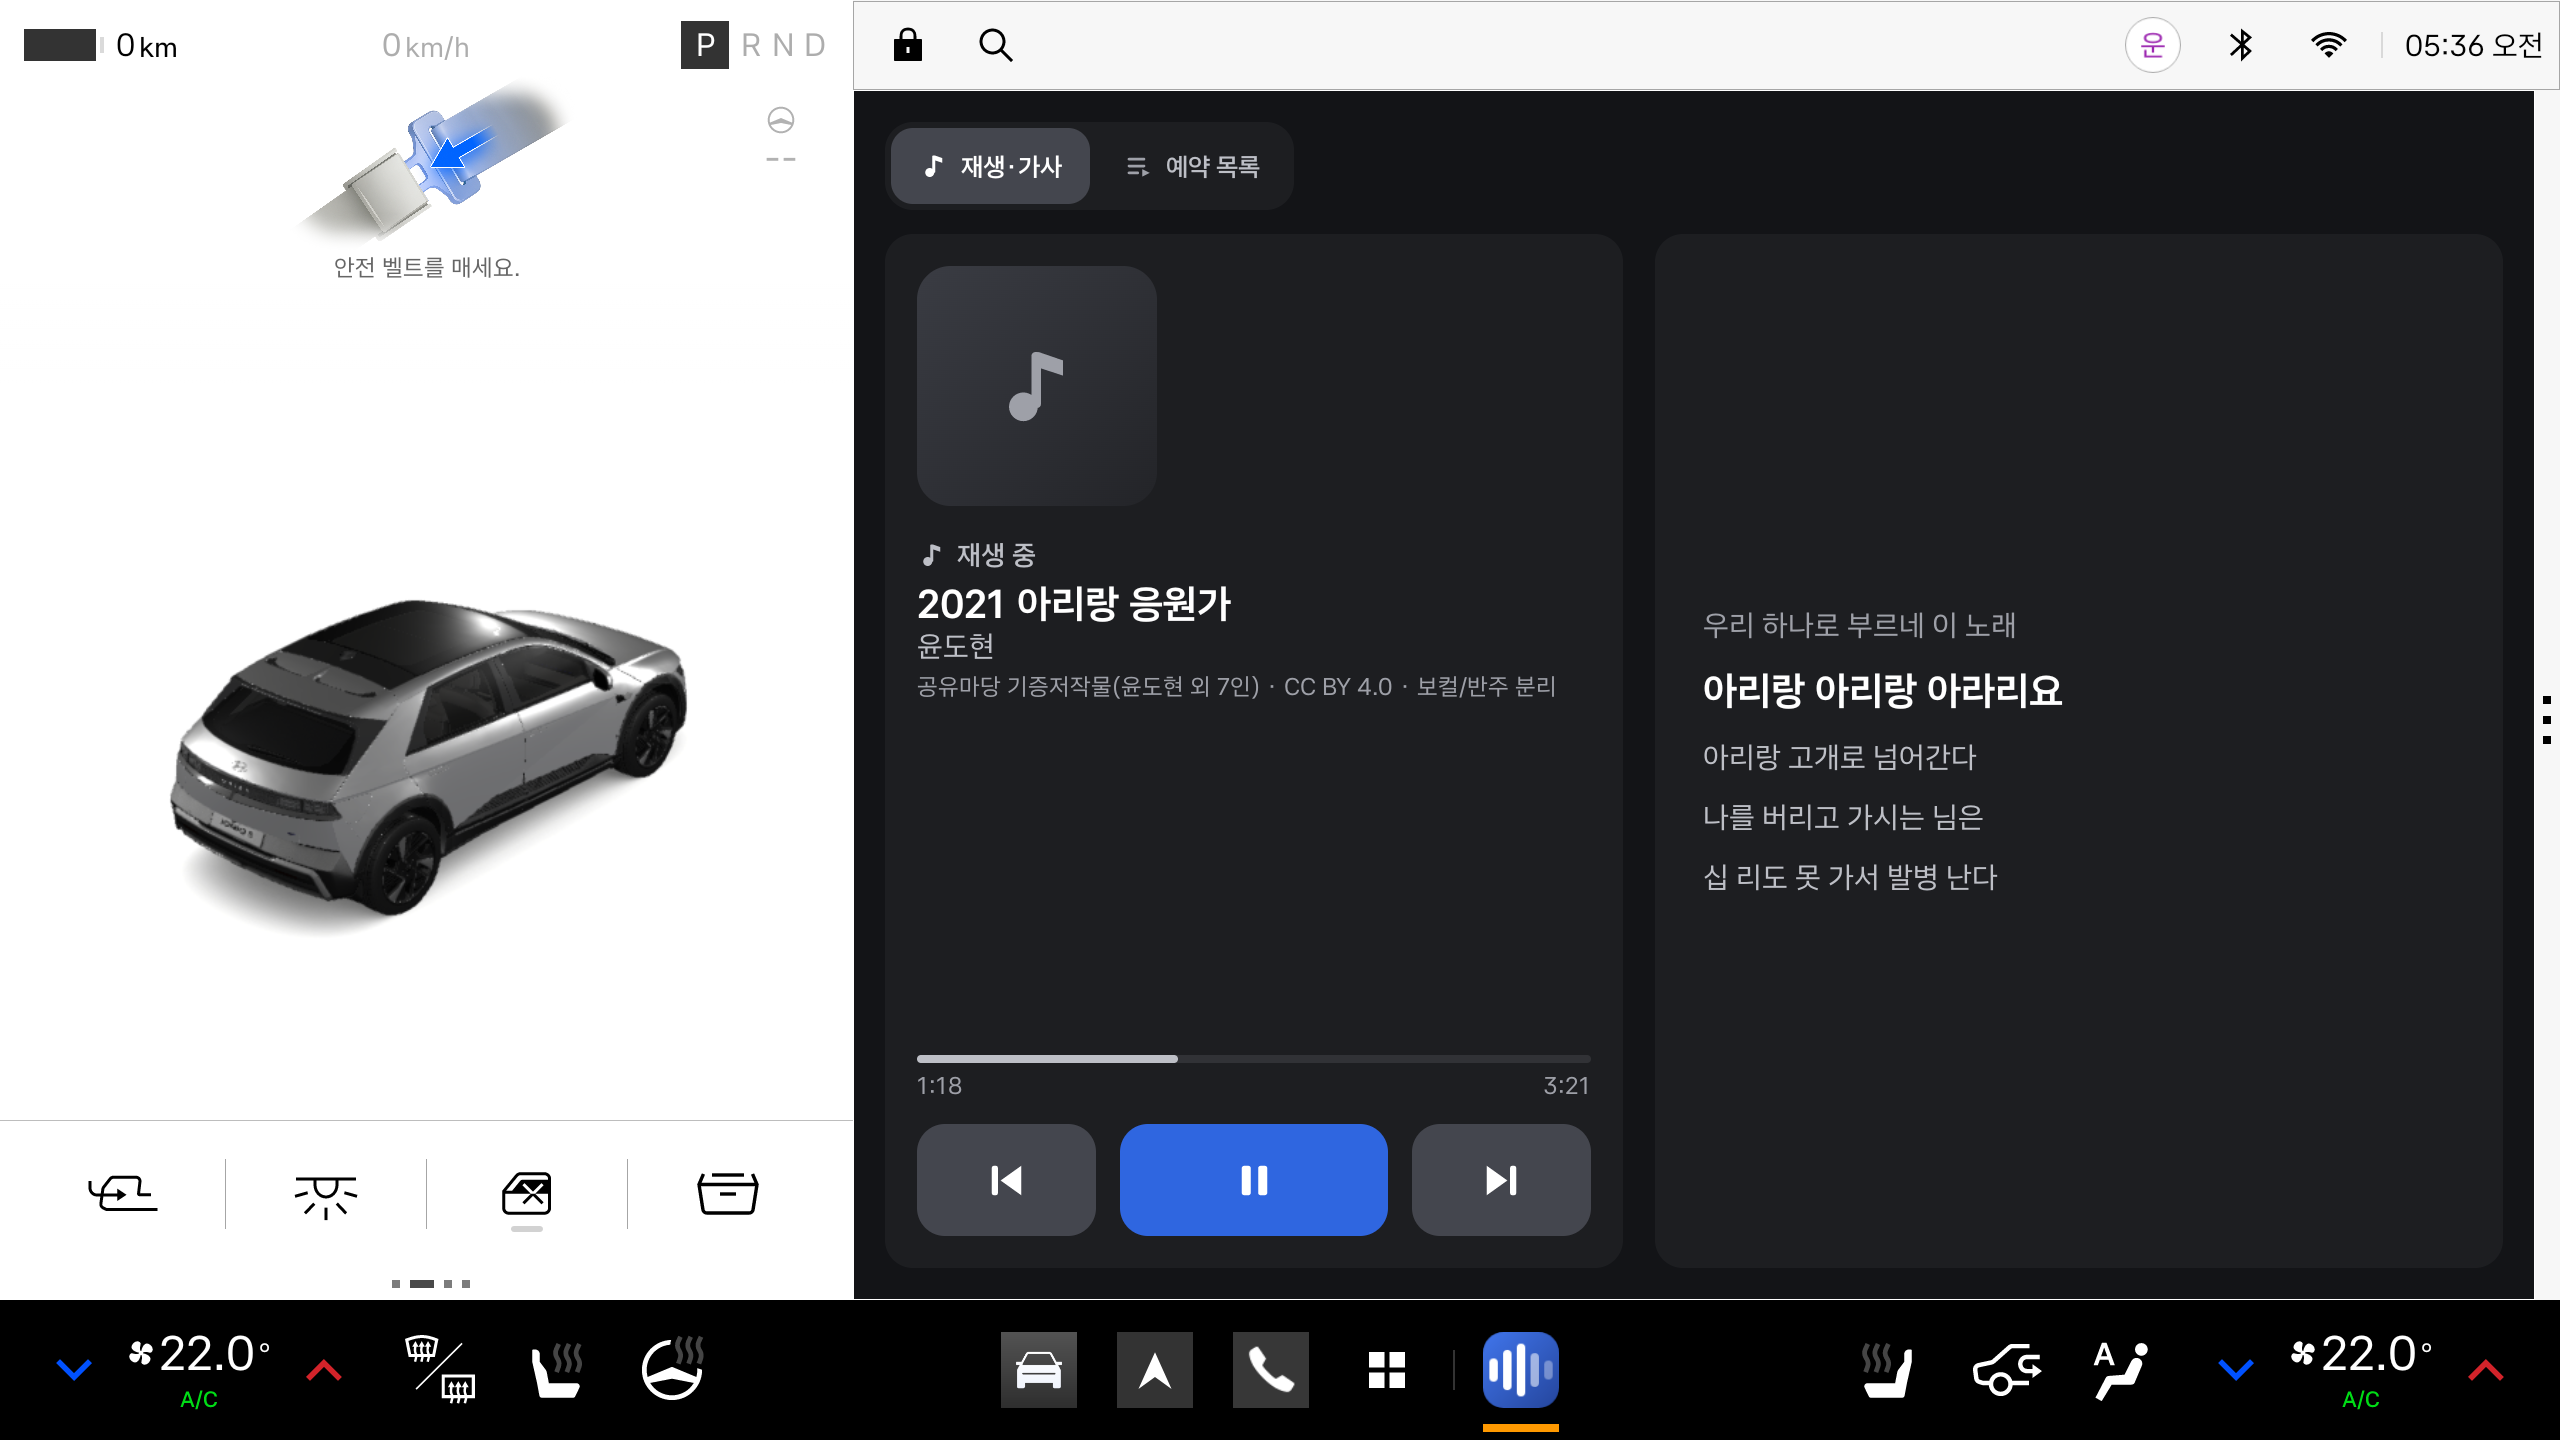 0 km
0 km/h
P R N D
05:36 오전
운
--
안전 벨트를 매세요.
재생·가사
예약 목록
재생 중
2021 아리랑 응원가
윤도현
공유마당 기증저작물(윤도현 외 7인) · CC BY 4.0 · 보컬/반주 분리
1:18
3:21
우리 하나로 부르네 이 노래
아리랑 아리랑 아라리요
아리랑 고개로 넘어간다
나를 버리고 가시는 님은
십 리도 못 가서 발병 난다
22.0°
A/C
A
22.0°
A/C